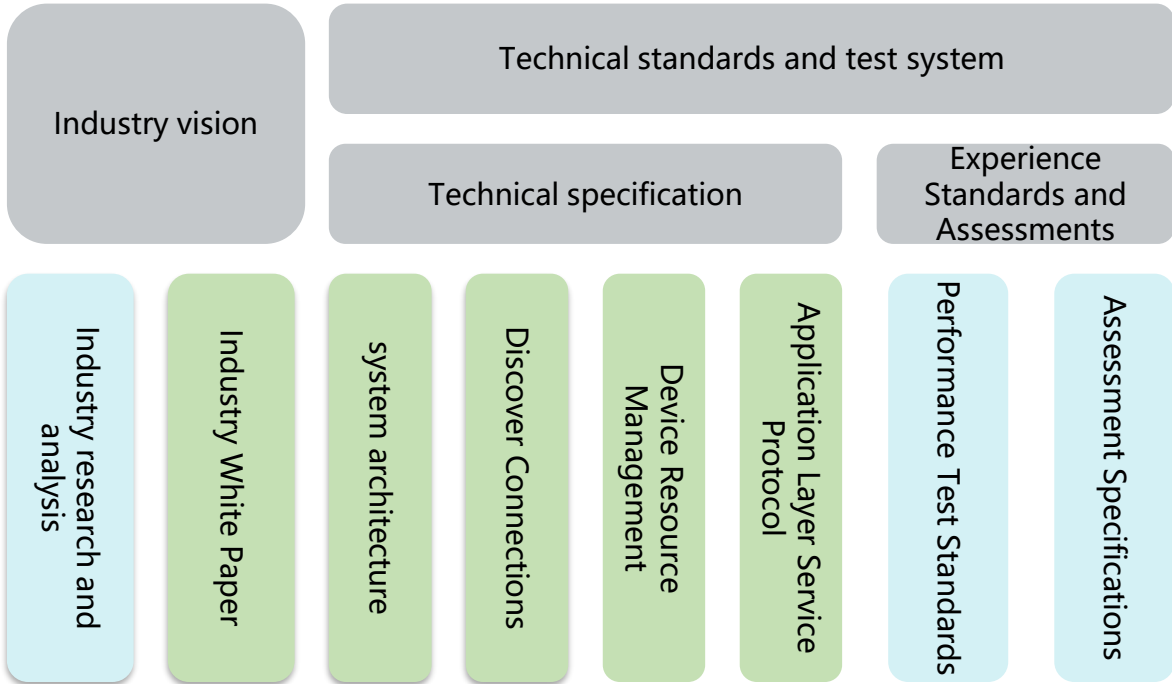 Industry vision
Technical standards and test system
Technical specification
Experience
Standards and
Assessments
Industry research and
analysis
Industry White Paper
system architecture
Discover Connections
Device Resource
Management
Application Layer Service
Protocol
Performance Test Standards
Assessment Specifications